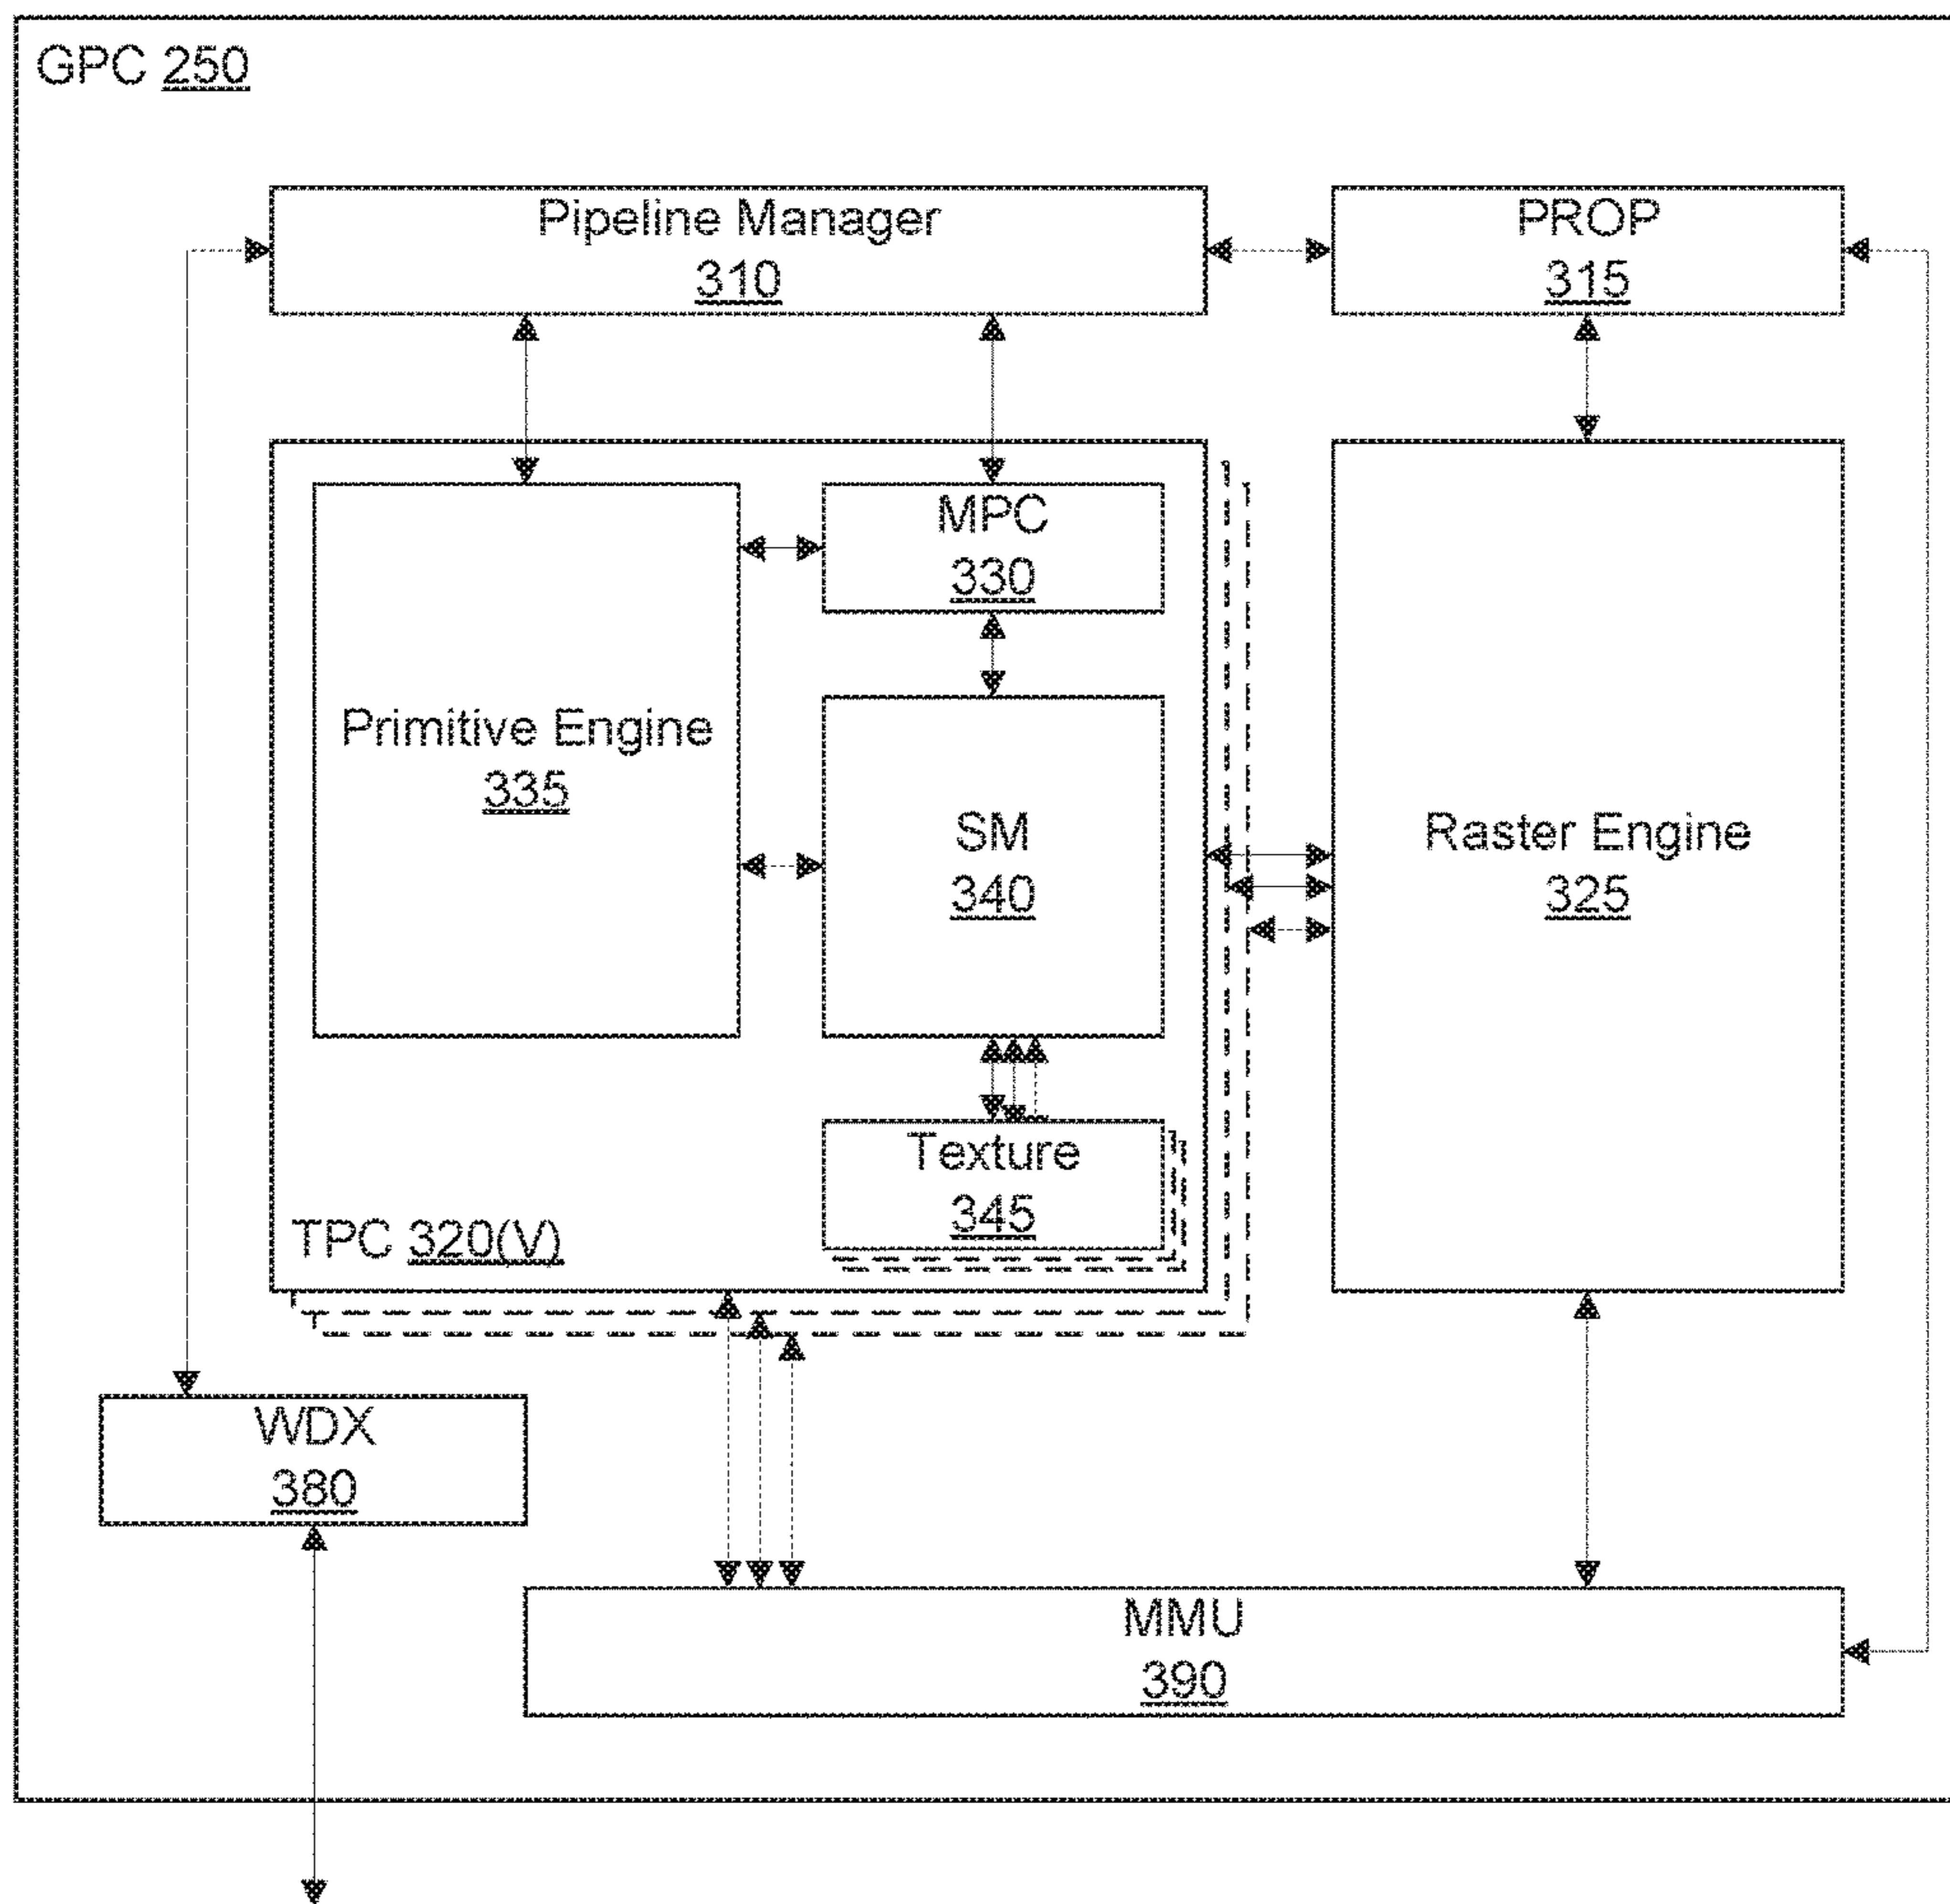 GPC 250
Pipeline Manager
310
PROP
315
MPC
330
Primitive Engine
335
SM
340
Raster Engine
325
Texture
345
TPC 320(V)
WDX
380
MMU
390